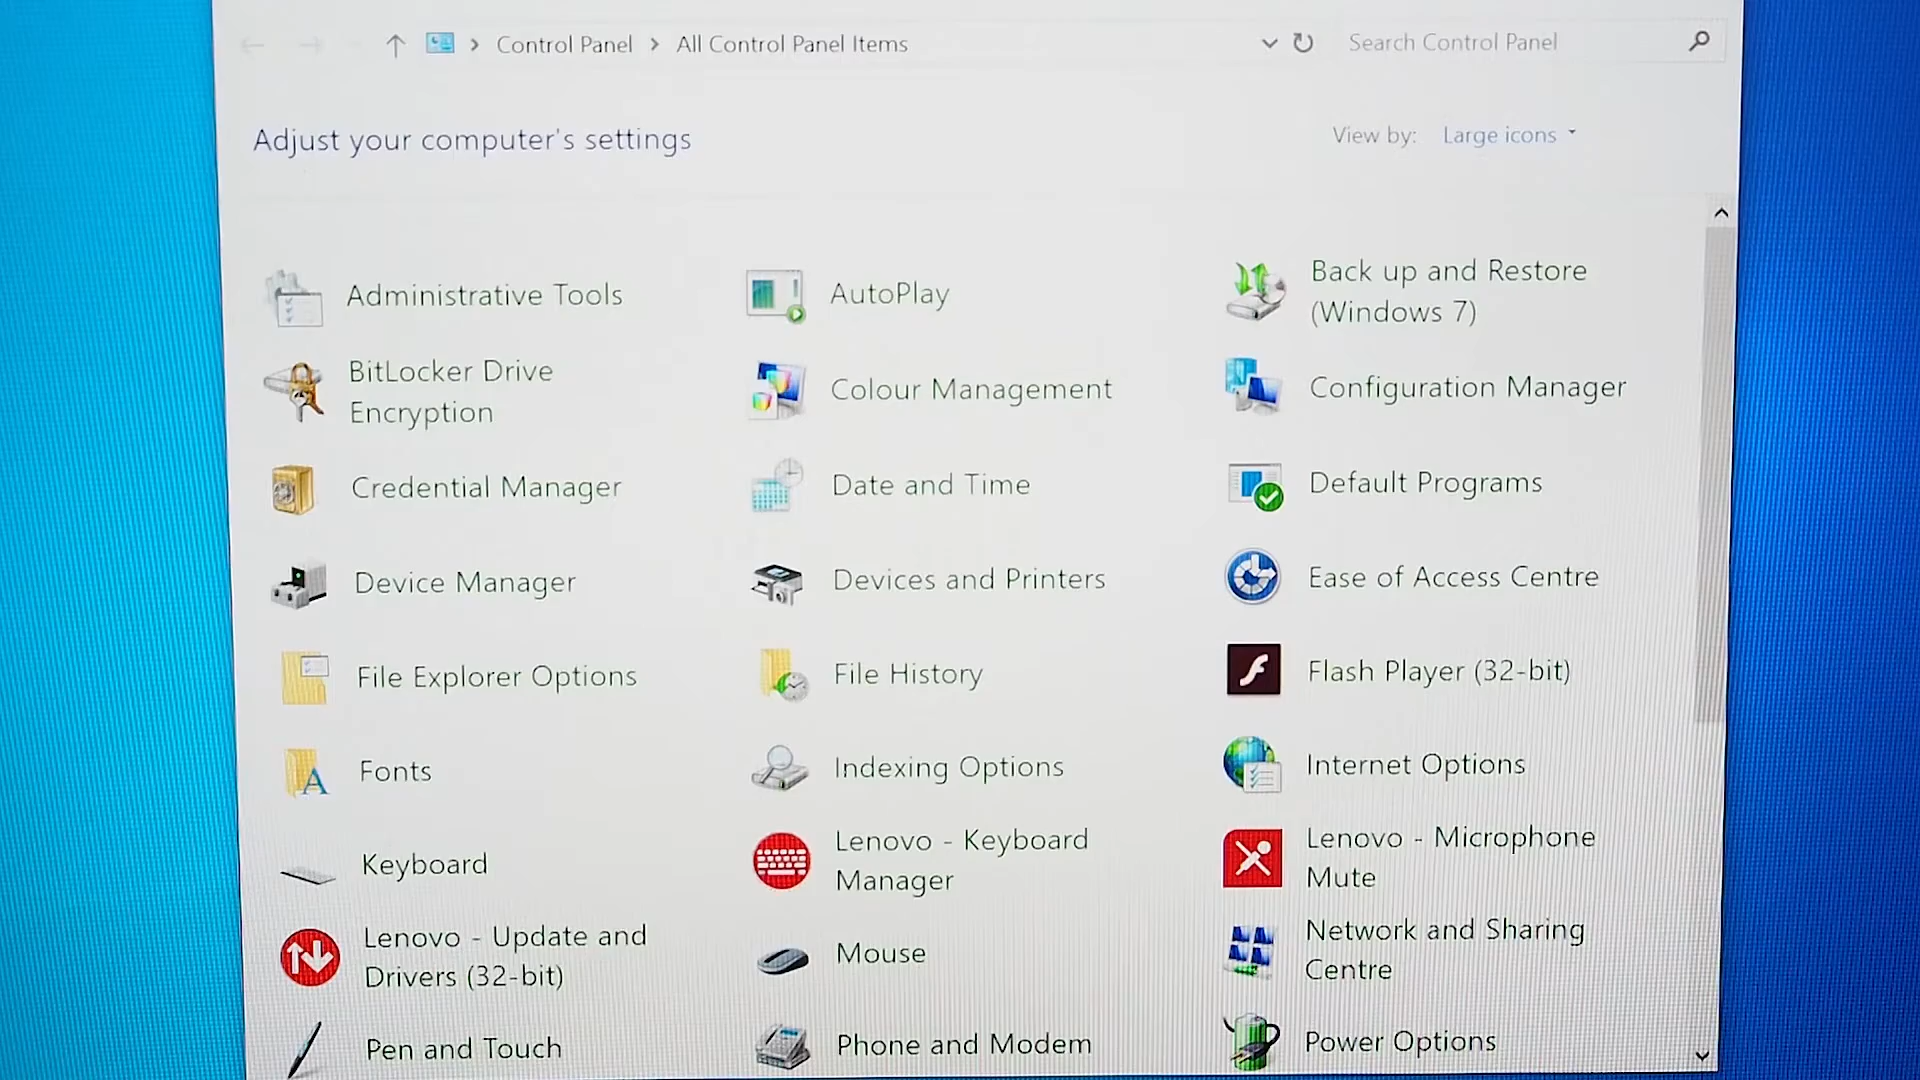 Control Panel > All Control Panel Items
Search Control Panel
Adjust your computer's settings
View by: Large icons
Administrative Tools
AutoPlay
Back up and Restore
(Windows 7)
BitLocker Drive
Encryption
Colour Management
Configuration Manager
Credential Manager
Date and Time
Default Programs
Device Manager
Devices and Printers
Ease of Access Centre
File Explorer Options
File History
Flash Player (32-bit)
Fonts
Indexing Options
Internet Options
Keyboard
Lenovo - Keyboard
Manager
Lenovo - Microphone
Mute
Lenovo - Update and
Drivers (32-bit)
Mouse
Network and Sharing
Centre
Pen and Touch
Phone and Modem
Power Options